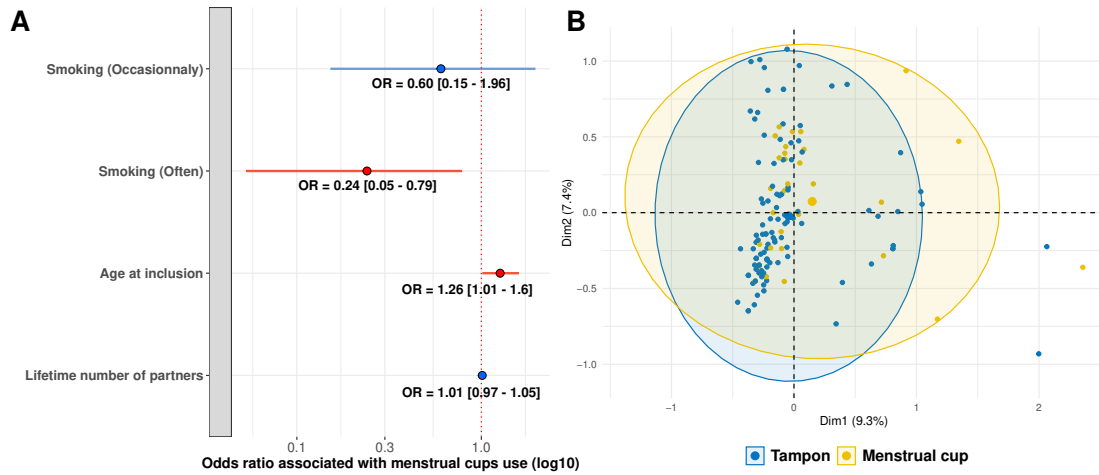 A
Smoking (Occasionnaly)
OR = 0.60 [0.15 - 1.96]
Smoking (Often)
OR = 0.24 [0.05 - 0.79]
Age at inclusion
OR = 1.26 [1.01 - 1.6]
Lifetime number of partners
OR = 1.01 [0.97 - 1.05]
0.1 0.3 1.0
Odds ratio associated with menstrual cups use (log10)
B
1.0
0.5
0.0
−0.5
−1.0
Dim2 (7.4%)
−1 0 1 2
Dim1 (9.3%)
Tampon Menstrual cup